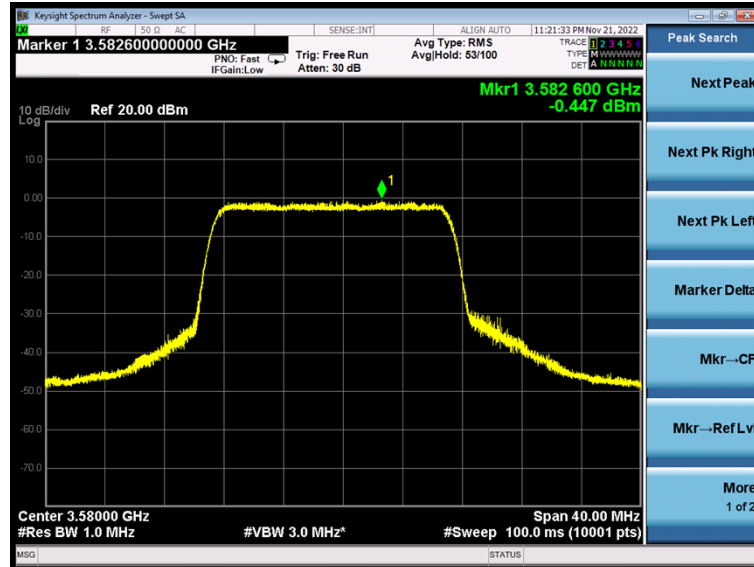 Keysight Spectrum Analyzer - Swept SA
LXI RF 50 Ω AC SENSE:INT ALIGN AUTO 11:21:33 PM Nov 21, 2022
Marker 1 3.582600000000 GHz
PNO: Fast
IFGain:Low
Trig: Free Run
Atten: 30 dB
Avg Type: RMS
Avg|Hold: 53/100
TRACE 1 2 3 4 5 6
TYPE M W W W W W
DET A N N N N N
Mkr1 3.582 600 GHz
-0.447 dBm
10 dB/div Ref 20.00 dBm
Log
10.0
0.00
-10.0
-20.0
-30.0
-40.0
-50.0
-60.0
-70.0
1
Center 3.58000 GHz
Span 40.00 MHz
#Res BW 1.0 MHz
#VBW 3.0 MHz*
#Sweep 100.0 ms (10001 pts)
MSG
STATUS
Peak Search
Next Peak
Next Pk Right
Next Pk Left
Marker Delta
Mkr→CF
Mkr→Ref Lvl
More
1 of 2